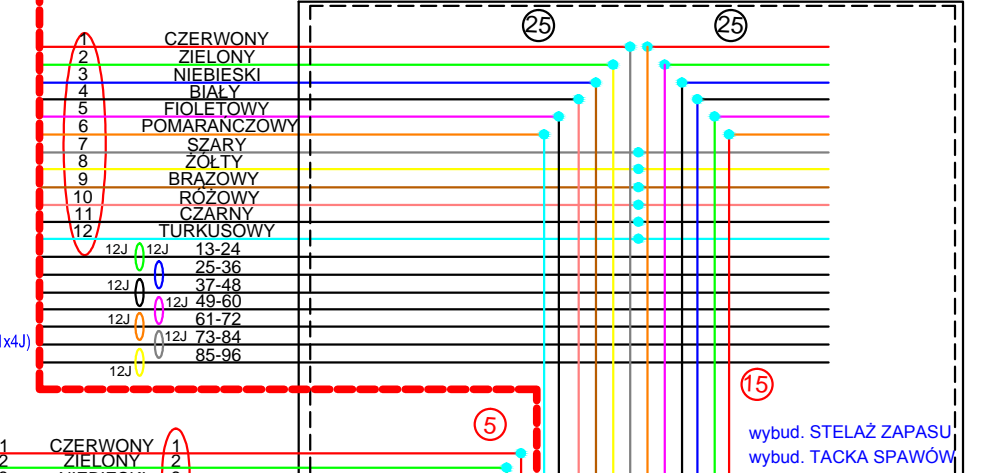 25 25
1 CZERWONY
2 ZIELONY
3 NIEBIESKI
4 BIAŁY
5 FIOLETOWY
6 POMARAŃCZOWY
7 SZARY
8 ŻÓŁTY
9 BRĄZOWY
10 RÓŻOWY
11 CZARNY
12 TURKUSOWY
12J 12J 13-24
25-36
12J 37-48
12J 49-60
12J 61-72
1x4J) 12J 73-84
85-96
12J
15
5
wybud. STELAŻ ZAPASU
1 CZERWONY 1
2 ZIELONY 2
wybud. TACKA SPAWÓW